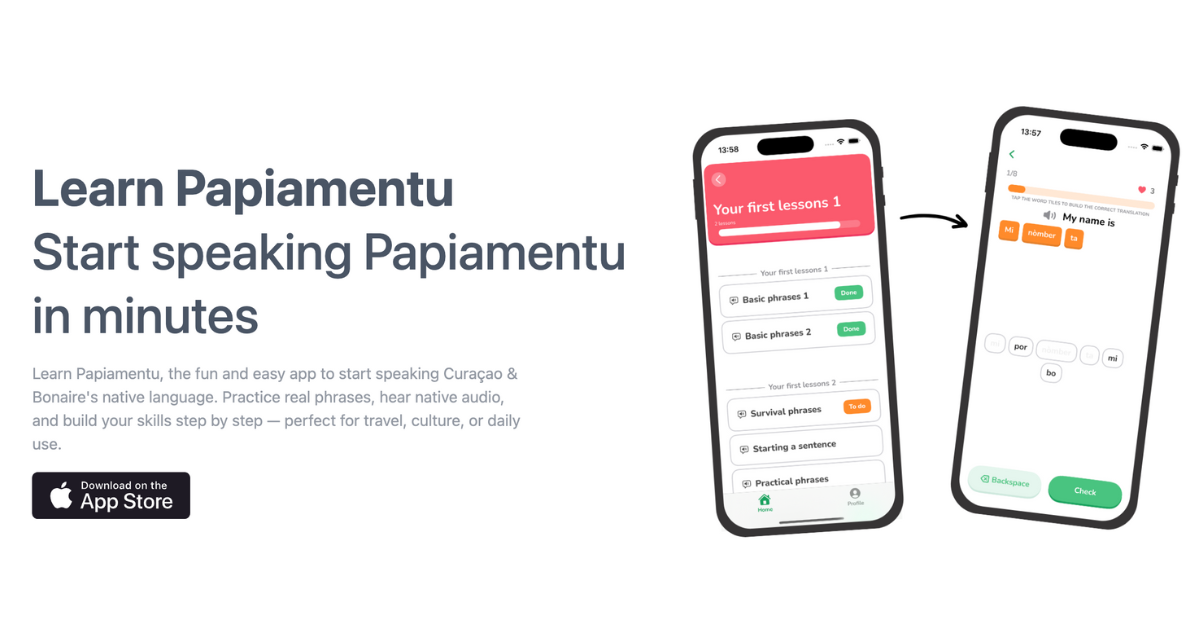 Learn Papiamentu
Start speaking Papiamentu
in minutes
Learn Papiamentu, the fun and easy app to start speaking Curaçao &
Bonaire's native language. Practice real phrases, hear native audio,
and build your skills step by step — perfect for travel, culture, or daily
use.
Download on the
App Store
13:58
Your first lessons 1
2 lessons
Your first lessons 1
Basic phrases 1 Done
Basic phrases 2 Done
Your first lessons 2
Survival phrases To do
Starting a sentence
Practical phrases
Home Profile
13:57
1/8 3
TAP THE WORD TILES TO BUILD THE CORRECT TRANSLATION
My name is
Mi nòmber ta
por mi
bo
Backspace Check